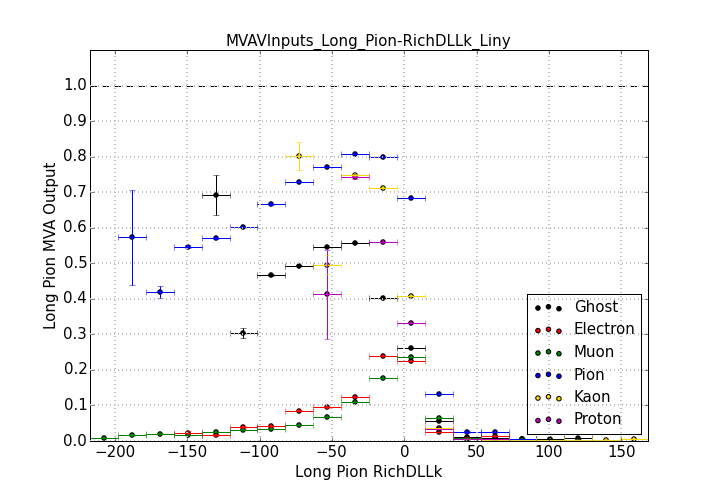 MVAVInputs_Long_Pion-RichDLLk_Liny
1.0
0.9
0.8
0.7
0.6
0.5
0.4
0.3
0.2
0.1
0.0
Long Pion MVA Output
Ghost
Electron
Muon
Pion
Kaon
Proton
−200 −150 −100 −50 0 50 100 150
Long Pion RichDLLk